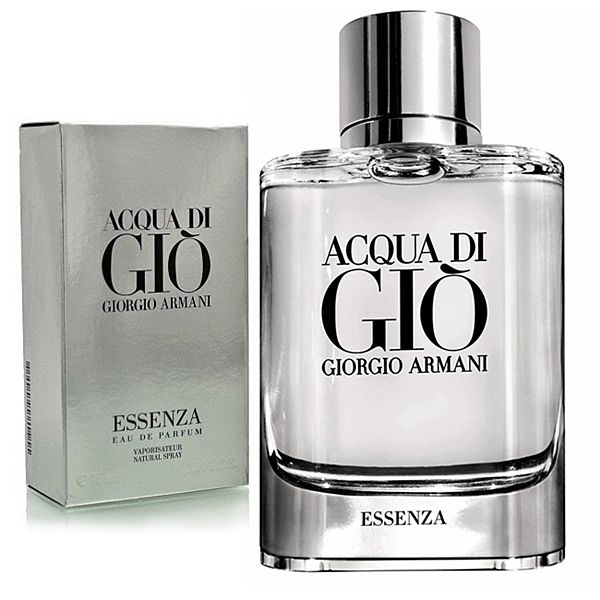 ACQUA DI
GIÒ
GIORGIO ARMANI
ESSENZA
EAU DE PARFUM
VAPORISATEUR
NATURAL SPRAY
ACQUA DI
GIÒ
GIORGIO ARMANI
ESSENZA